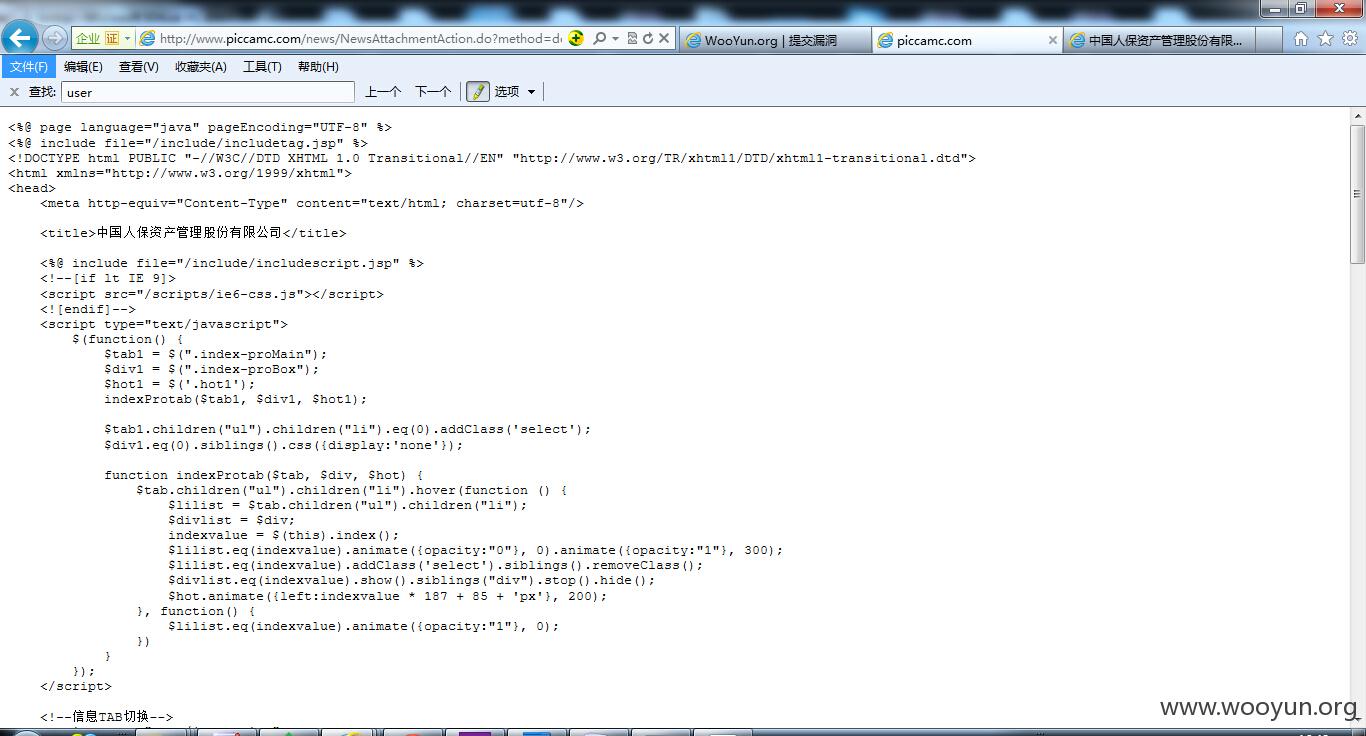 企业 证 http://www.piccamc.com/news/NewsAttachmentAction.do?method=d
WooYun.org | 提交漏洞
piccamc.com
中国人保资产管理股份有限...
文件(F) 编辑(E) 查看(V) 收藏夹(A) 工具(T) 帮助(H)
x 查找: user 上一个 下一个 选项
<%@ page language="java" pageEncoding="UTF-8" %>
<%@ include file="/include/includetag.jsp" %>
<!DOCTYPE html PUBLIC "-//W3C//DTD XHTML 1.0 Transitional//EN" "http://www.w3.org/TR/xhtml1/DTD/xhtml1-transitional.dtd">
<html xmlns="http://www.w3.org/1999/xhtml">
<head>
<meta http-equiv="Content-Type" content="text/html; charset=utf-8"/>
<title>中国人保资产管理股份有限公司</title>
<%@ include file="/include/includescript.jsp" %>
<!--[if lt IE 9]>
<script src="/scripts/ie6-css.js"></script>
<![endif]-->
<script type="text/javascript">
$(function() {
$tab1 = $(".index-proMain");
$div1 = $(".index-proBox");
$hot1 = $('.hot1');
indexProtab($tab1, $div1, $hot1);
$tab1.children("ul").children("li").eq(0).addClass('select');
$div1.eq(0).siblings().css({display:'none'});
function indexProtab($tab, $div, $hot) {
$tab.children("ul").children("li").hover(function () {
$lilist = $tab.children("ul").children("li");
$divlist = $div;
indexvalue = $(this).index();
$lilist.eq(indexvalue).animate({opacity:"0"}, 0).animate({opacity:"1"}, 300);
$lilist.eq(indexvalue).addClass('select').siblings().removeClass();
$divlist.eq(indexvalue).show().siblings("div").stop().hide();
$hot.animate({left:indexvalue * 187 + 85 + 'px'}, 200);
}, function() {
$lilist.eq(indexvalue).animate({opacity:"1"}, 0);
})
}
});
</script>
<!--信息TAB切换-->
www.wooyun.org